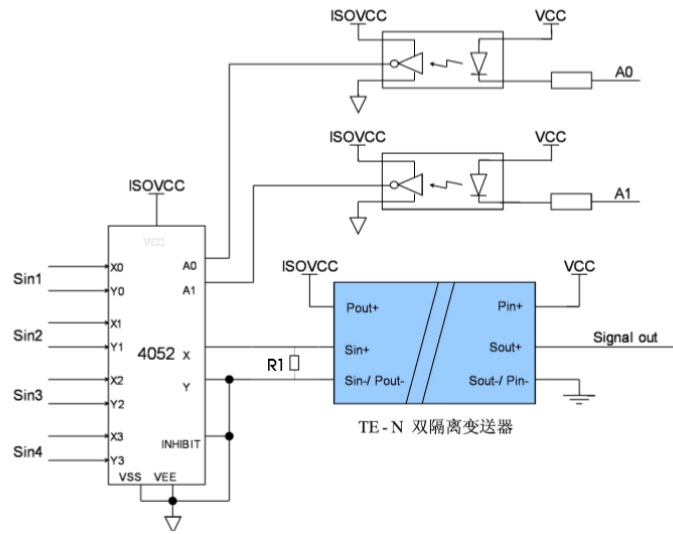 ISOVCC
VCC
A0
ISOVCC
VCC
A1
ISOVCC
VCC
Sin1
X0
Y0
A0
A1
Sin2
X1
Y1
4052
X
Y
Sin3
X2
Y2
Sin4
X3
Y3
INHIBIT
VSS
VEE
R1
ISOVCC
VCC
Pout+
Pin+
Sin+
Sout+
Signal out
Sin-/ Pout-
Sout-/ Pin-
TE-N 双隔离变送器